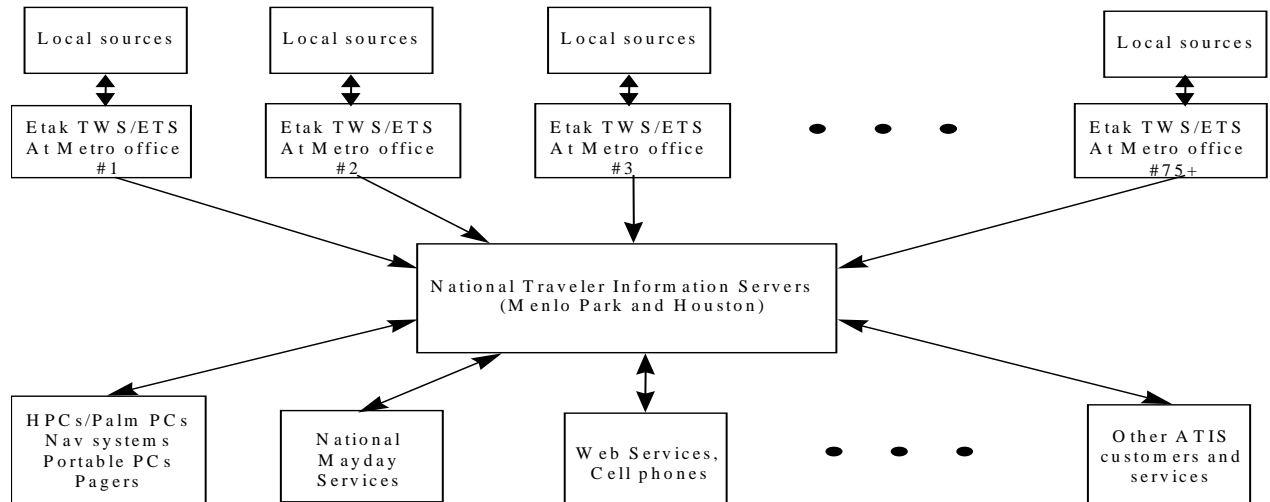 Local sources
Local sources
Local sources
Local sources
Etak TWS/ETS
At Metro office
#1
Etak TWS/ETS
At Metro office
#2
Etak TWS/ETS
At Metro office
#3
Etak TWS/ETS
At Metro office
#75+
National Traveler Information Servers
(Menlo Park and Houston)
HPCs/Palm PCs
Nav systems
Portable PCs
Pagers
National
Mayday
Services
Web Services,
Cell phones
Other ATIS
customers and
services